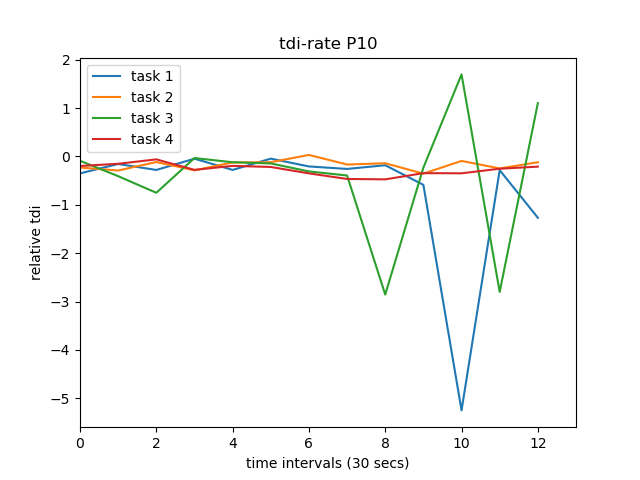 tdi-rate P10
task 1
task 2
task 3
task 4
2
1
0
−1
−2
−3
−4
−5
relative tdi
0 2 4 6 8 10 12
time intervals (30 secs)